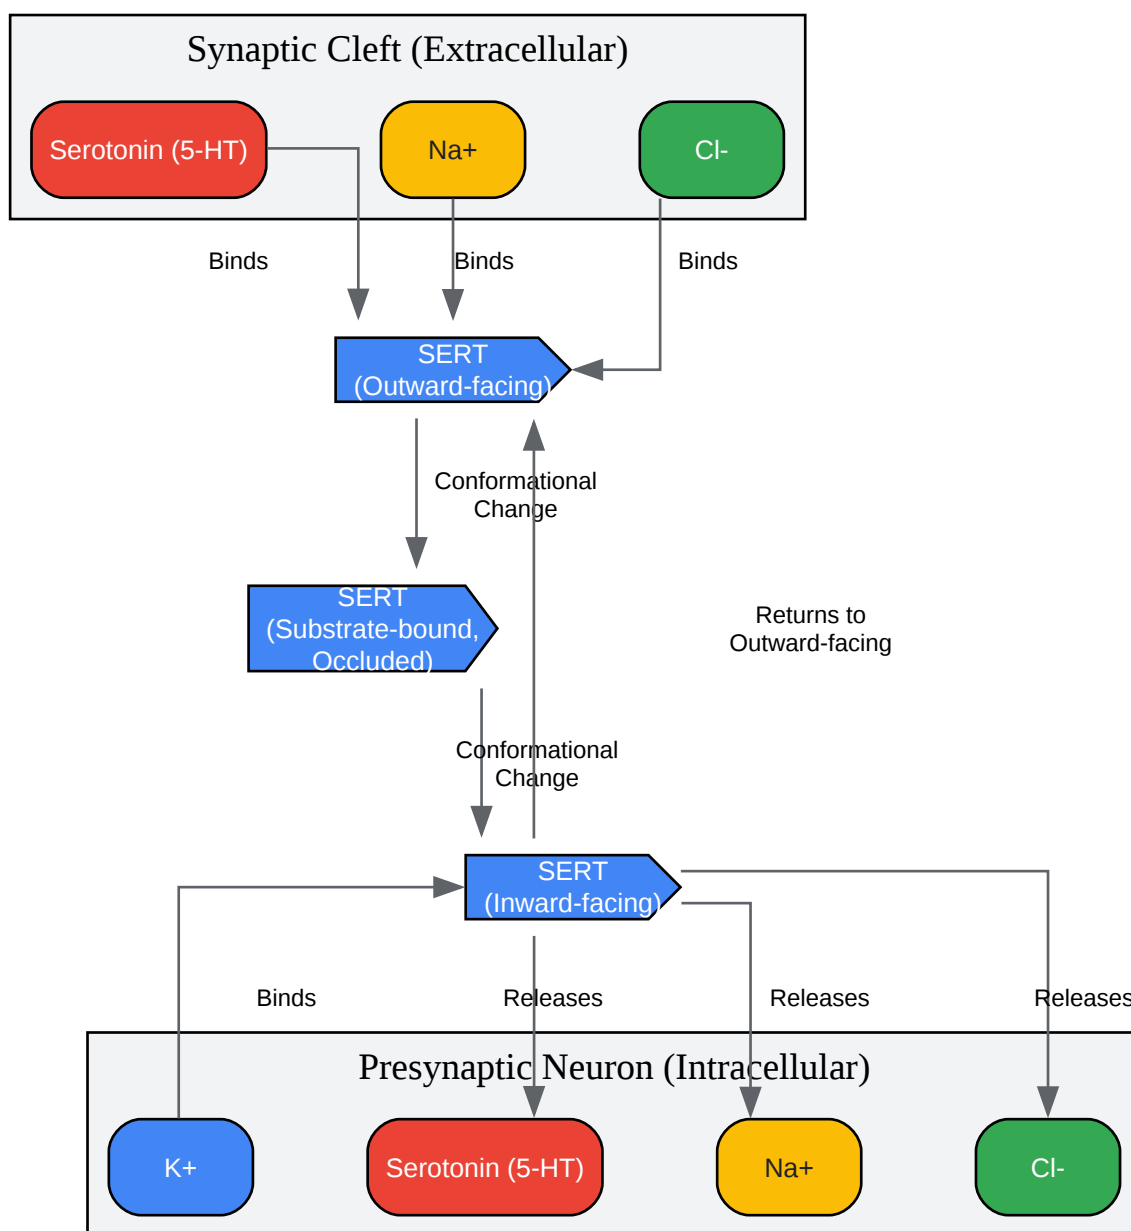 Synaptic Cleft (Extracellular)
Serotonin (5-HT)
Na+
Cl-
Binds
Binds
Binds
SERT
(Outward-facing)
Conformational
Change
SERT
(Substrate-bound,
Occluded)
Returns to
Outward-facing
Conformational
Change
SERT
(Inward-facing)
Binds
Releases
Releases
Releases
Presynaptic Neuron (Intracellular)
K+
Serotonin (5-HT)
Na+
Cl-